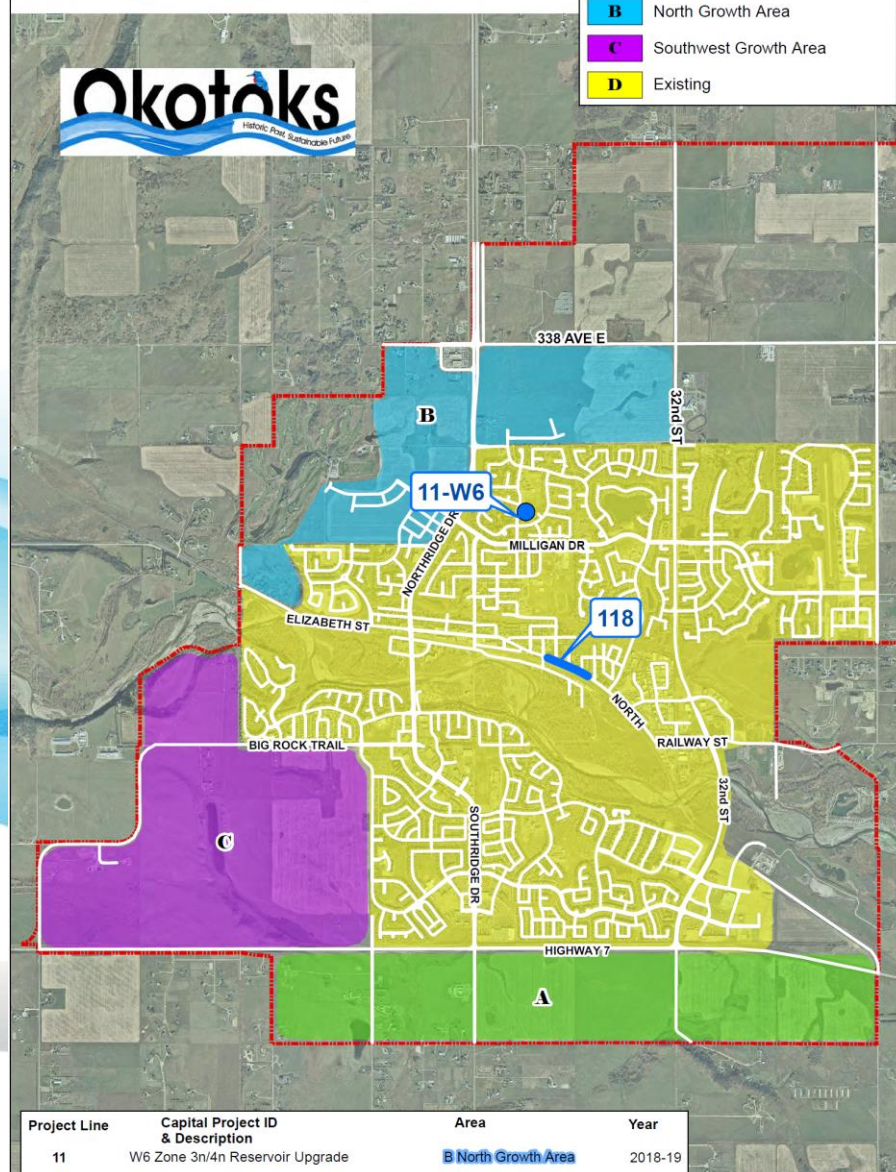 B North Growth Area
C Southwest Growth Area
D Existing
Okotoks
Historic Past, Sustainable Future
338 AVE E
32nd ST
B
11-W6
NORTHRIDGE DR
MILLIGAN DR
ELIZABETH ST
118
NORTH
RAILWAY ST
BIG ROCK TRAIL
32nd ST
SOUTHRIDGE DR
C
HIGHWAY 7
A
Project Line Capital Project ID & Description Area Year
11 W6 Zone 3n/4n Reservoir Upgrade B North Growth Area 2018-19